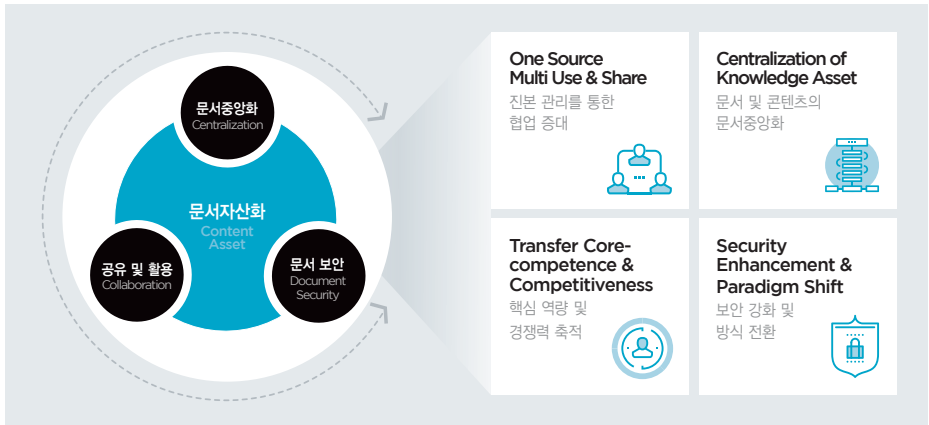 문서중앙화
Centralization
문서자산화
Content
Asset
공유 및 활용
Collaboration
문서 보안
Document
Security
One Source
Multi Use & Share
진본 관리를 통한
협업 증대
Centralization of
Knowledge Asset
문서 및 콘텐츠의
문서중앙화
Transfer Core-
competence &
Competitiveness
핵심 역량 및
경쟁력 축적
Security
Enhancement &
Paradigm Shift
보안 강화 및
방식 전환